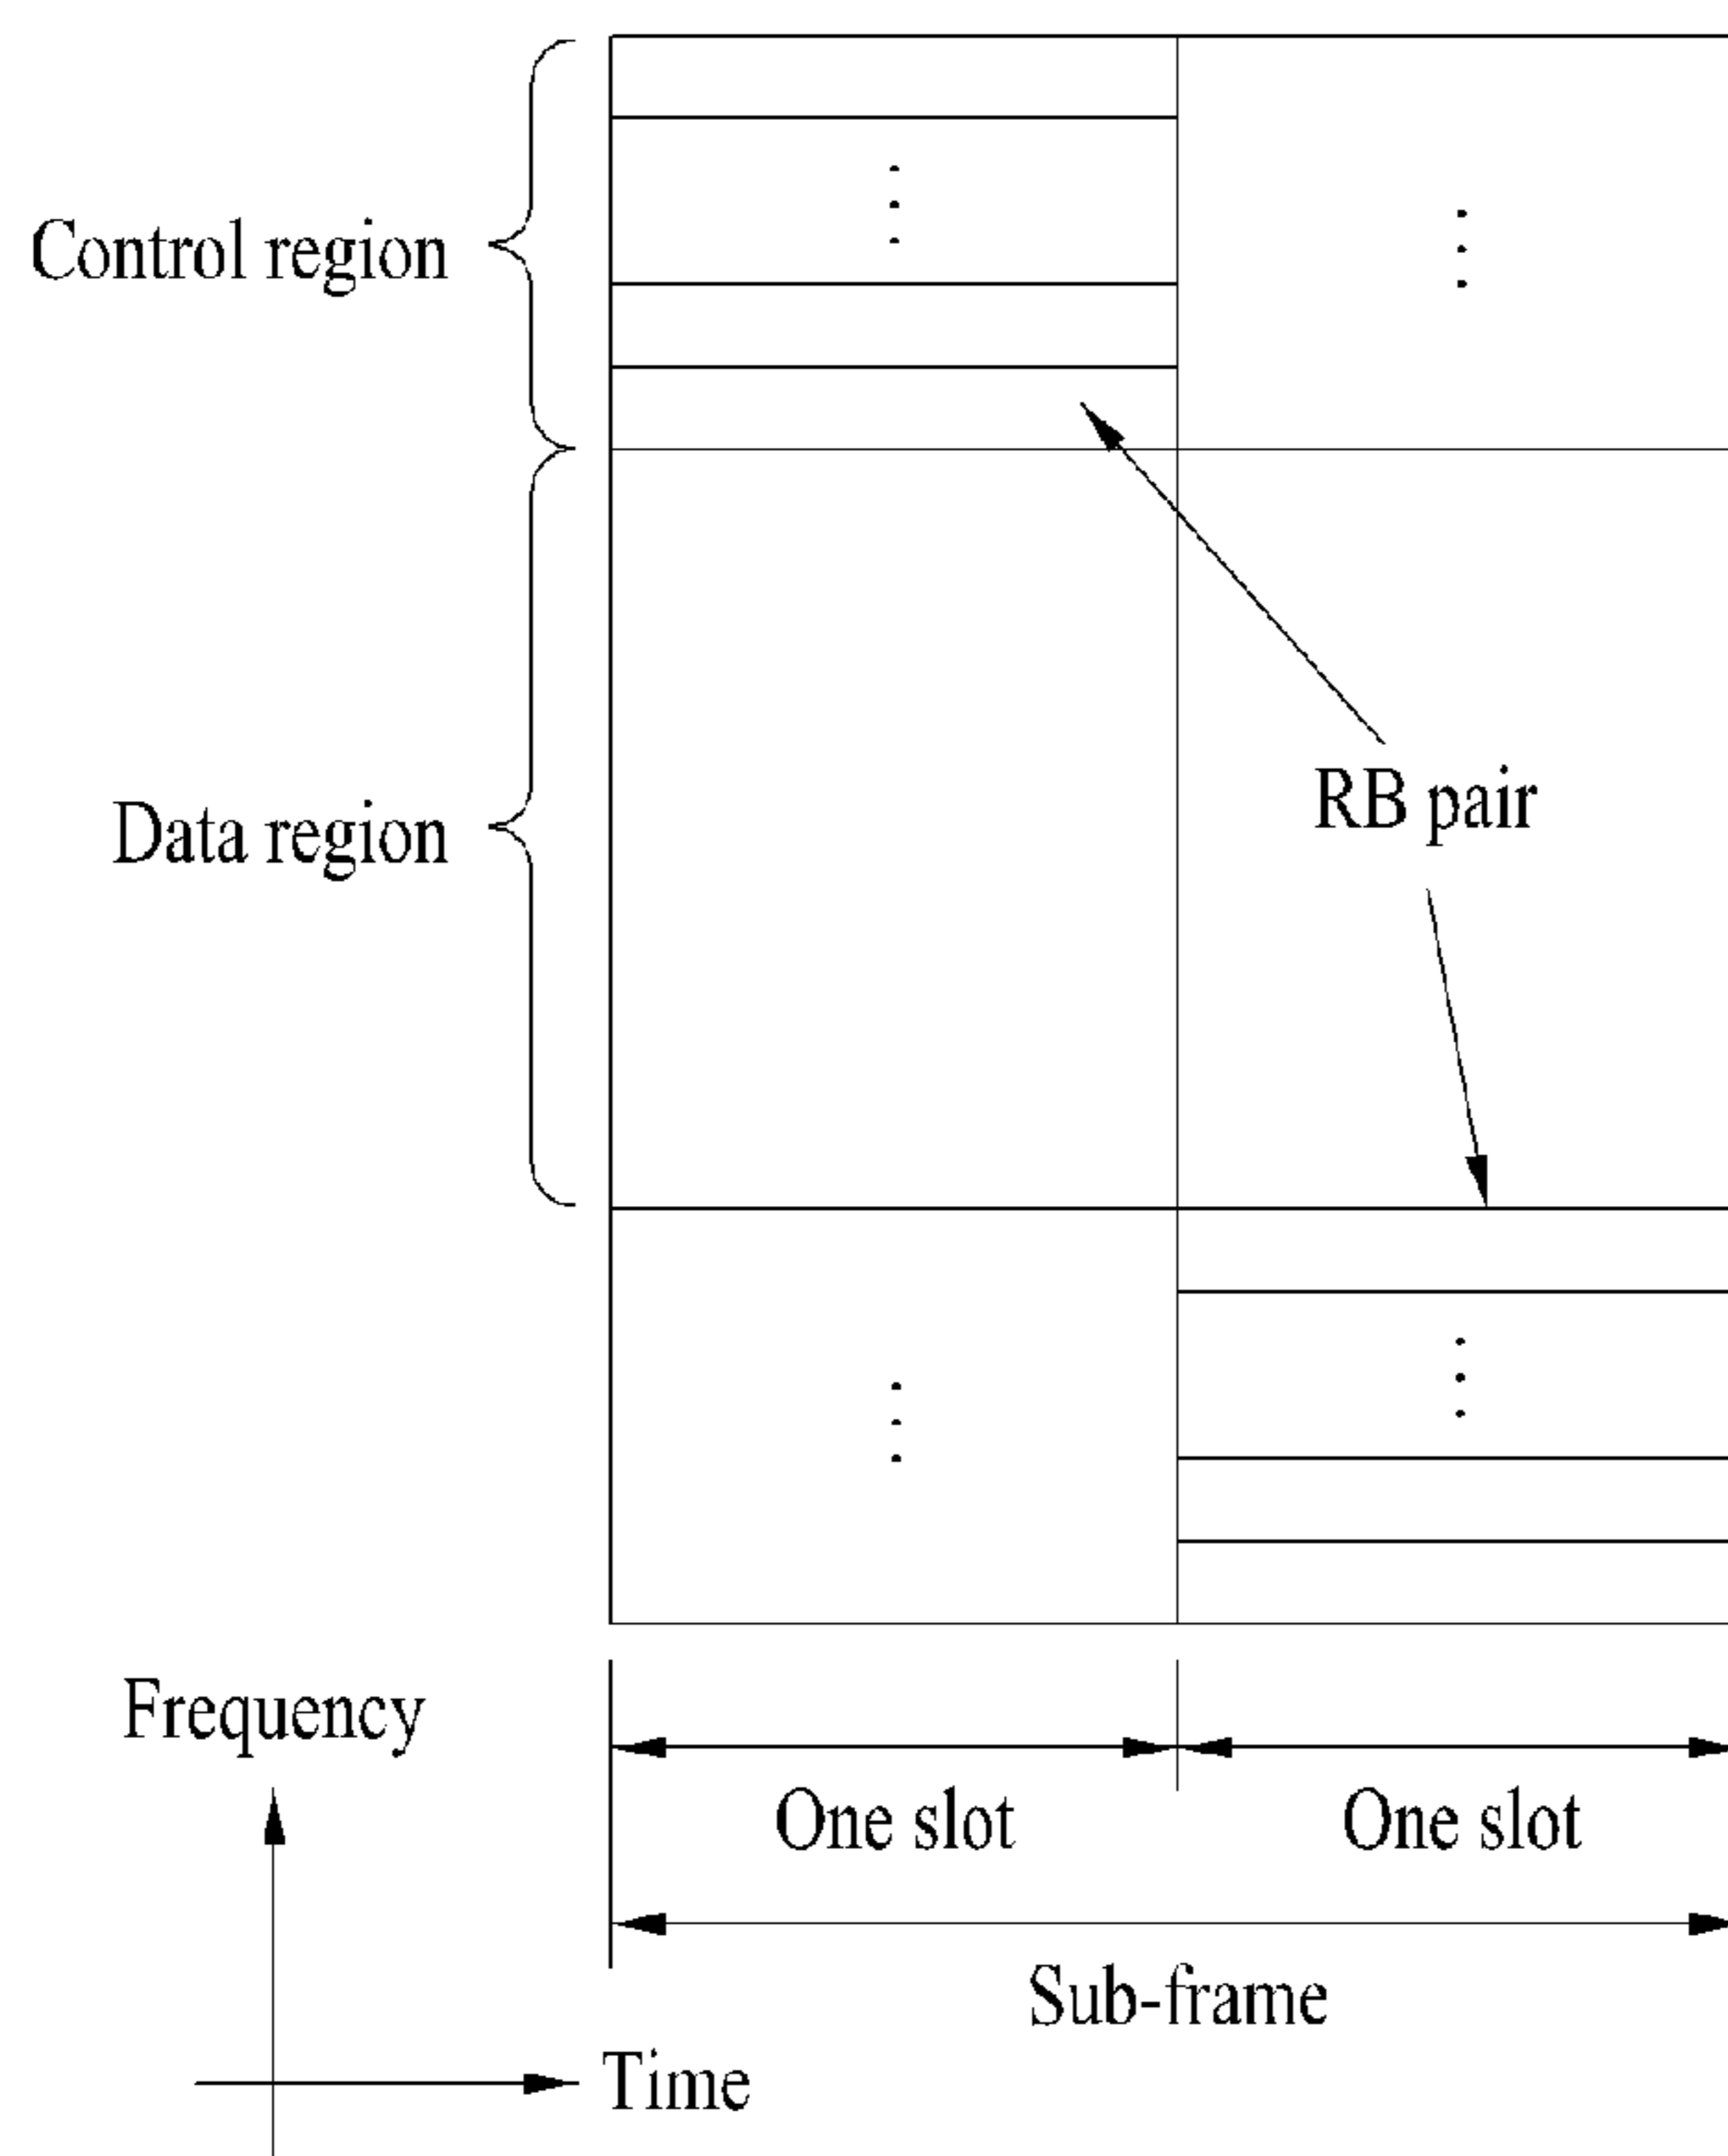 Control region
Data region
RB pair
Frequency
One slot
One slot
Sub-frame
Time